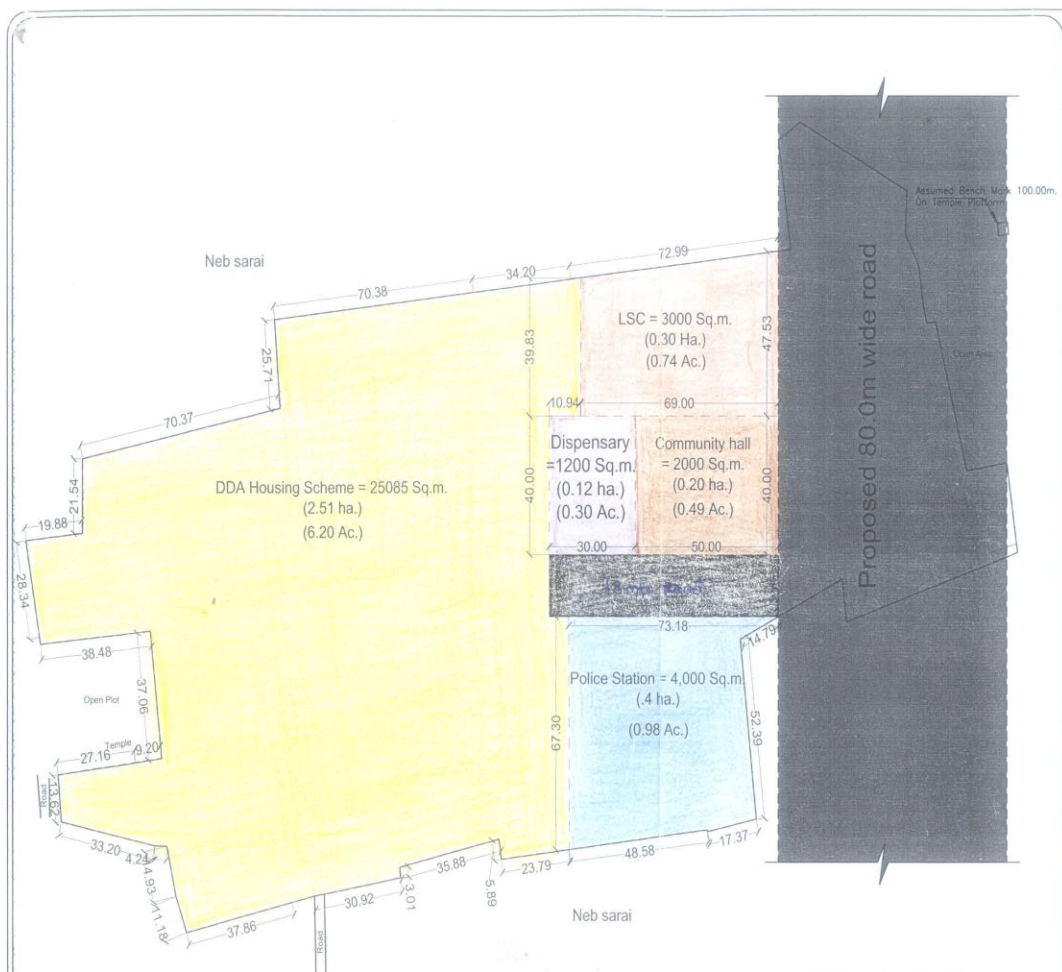 Assumed Bench Mark 100.00m.
On Temple Platform
Neb sarai
72.99
34.20
70.38
Proposed 80.0m wide road
LSC = 3000 Sq.m.
(0.30 Ha.)
(0.74 Ac.)
39.83
47.53
25.71
Open Area
10.94
69.00
70.37
Dispensary
=1200 Sq.m.
(0.12 ha.)
(0.30 Ac.)
Community hall
= 2000 Sq.m.
(0.20 ha.)
(0.49 Ac.)
40.00
40.00
21.54
DDA Housing Scheme = 25085 Sq.m.
(2.51 ha.)
(6.20 Ac.)
19.88
30.00
50.00
28.34
Road
73.18
14.79
38.48
Police Station = 4,000 Sq.m.
(.4 ha.)
(0.98 Ac.)
37.06
Open Plot
52.39
67.30
Temple
27.16
9.20
Road
13.62
33.20
4.24
14.93
11.18
37.86
30.92
3.01
35.88
5.89
23.79
48.58
17.37
Neb sarai
Road